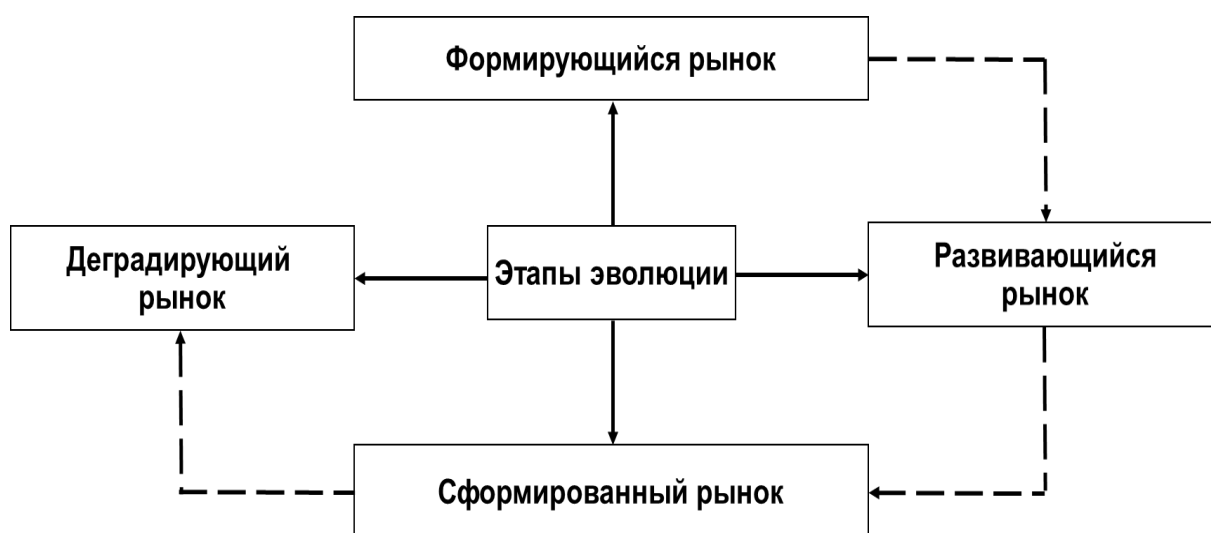 Формирующийся рынок
Деградирующий
рынок
Этапы эволюции
Развивающийся
рынок
Сформированный рынок